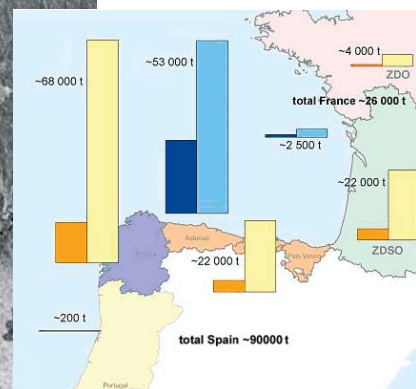 ~4 000 t
~68 000 t
~53 000 t
ZDO
total France ~26 000 t
~2 500 t
~22 000 t
Asturias
País Vasco
~22 000 t
ZDSO
~200 t
total Spain ~90000 t
Portugal